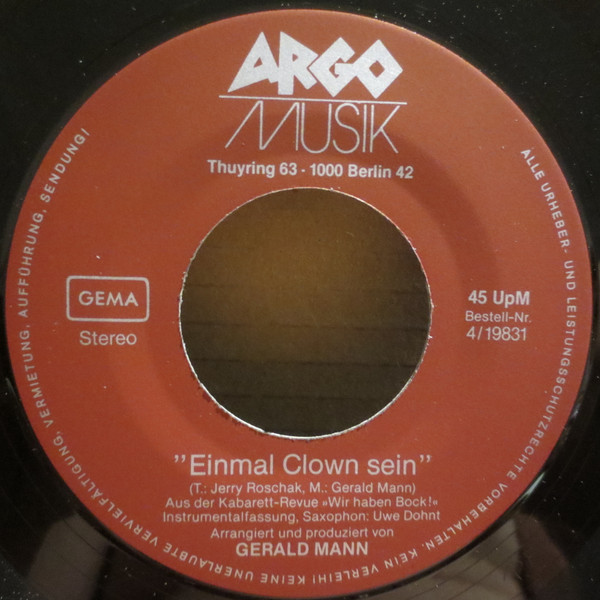 ARGO
MUSIK
Thuyring 63 - 1000 Berlin 42
GEMA
Stereo
45 UpM
Bestell-Nr.
4/19831
"Einmal Clown sein"
(T.: Jerry Roschak, M.: Gerald Mann)
Aus der Kabarett-Revue »Wir haben Bock!«
Instrumentalfassung, Saxophon: Uwe Dohnt
Arrangiert und produziert von
GERALD MANN
ALLE URHEBER- UND LEISTUNGSSCHUTZRECHTE VORBEHALTEN. KEIN VERLEIH! KEINE UNERLAUBTE VERVIELFÄLTIGUNG, VERMIETUNG, AUFFÜHRUNG, SENDUNG!